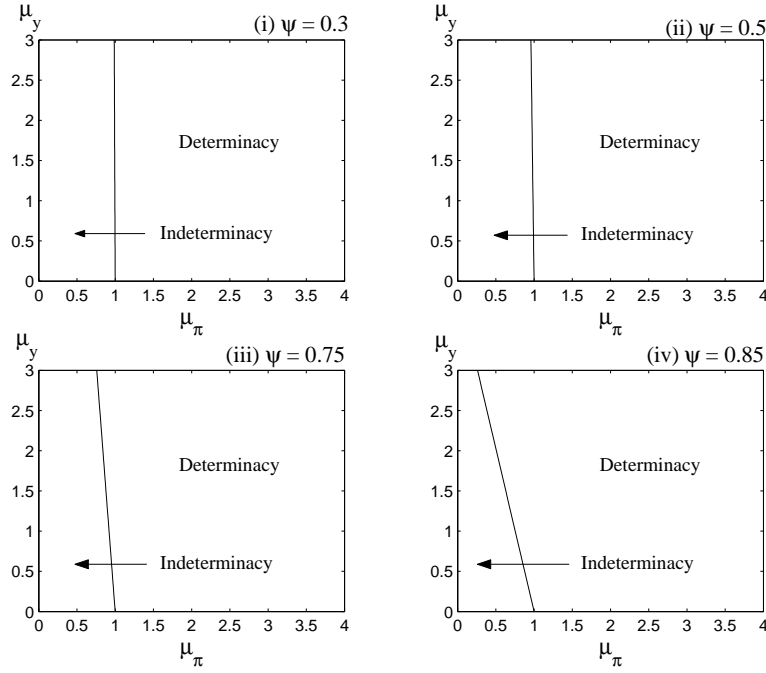 μy
(i) ψ = 0.3
3
2.5
2
1.5
1
0.5
0
Determinacy
Indeterminacy
0 0.5 1 1.5 2 2.5 3 3.5 4
μπ
μy
(ii) ψ = 0.5
3
2.5
2
1.5
1
0.5
0
Determinacy
Indeterminacy
0 0.5 1 1.5 2 2.5 3 3.5 4
μπ
μy
(iii) ψ = 0.75
3
2.5
2
1.5
1
0.5
0
Determinacy
Indeterminacy
0 0.5 1 1.5 2 2.5 3 3.5 4
μπ
μy
(iv) ψ = 0.85
3
2.5
2
1.5
1
0.5
0
Determinacy
Indeterminacy
0 0.5 1 1.5 2 2.5 3 3.5 4
μπ